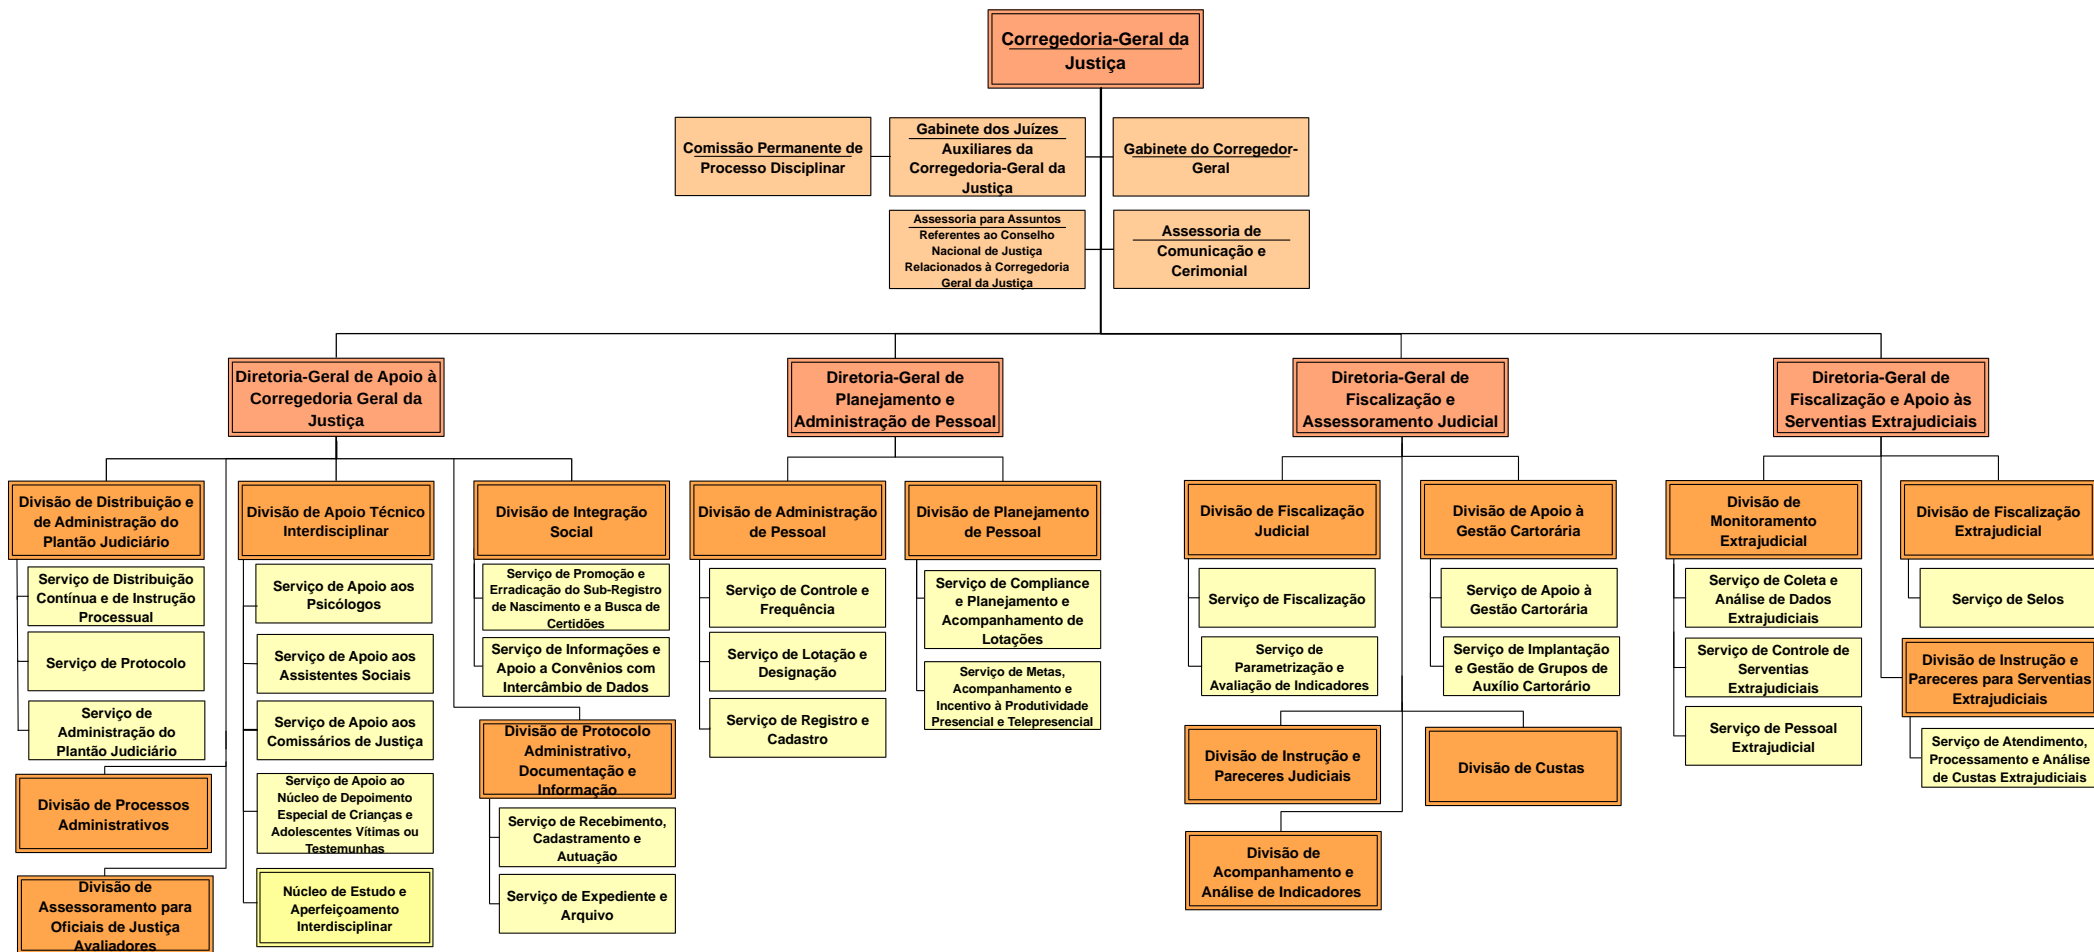 Corregedoria-Geral da
Justiça
Comissão Permanente de
Processo Disciplinar
Gabinete dos Juízes
Auxiliares da
Corregedoria-Geral da
Justiça
Gabinete do Corregedor-
Geral
Assessoria para Assuntos
Referentes ao Conselho
Nacional de Justiça
Relacionados à Corregedoria
Geral da Justiça
Assessoria de
Comunicação e
Cerimonial
Diretoria-Geral de Apoio à
Corregedoria Geral da
Justiça
Diretoria-Geral de
Planejamento e
Administração de Pessoal
Diretoria-Geral de
Fiscalização e
Assessoramento Judicial
Diretoria-Geral de
Fiscalização e Apoio às
Serventias Extrajudiciais
Divisão de Distribuição e
de Administração do
Plantão Judiciário
Serviço de Distribuição
Contínua e de Instrução
Processual
Serviço de Protocolo
Serviço de
Administração do
Plantão Judiciário
Divisão de Processos
Administrativos
Divisão de
Assessoramento para
Oficiais de Justiça
Avaliadores
Divisão de Apoio Técnico
Interdisciplinar
Serviço de Apoio aos
Psicólogos
Serviço de Apoio aos
Assistentes Sociais
Serviço de Apoio aos
Comissários de Justiça
Serviço de Apoio ao
Núcleo de Depoimento
Especial de Crianças e
Adolescentes Vítimas ou
Testemunhas
Núcleo de Estudo e
Aperfeiçoamento
Interdisciplinar
Divisão de Integração
Social
Serviço de Promoção e
Erradicação do Sub-Registro
de Nascimento e a Busca de
Certidões
Serviço de Informações e
Apoio a Convênios com
Intercâmbio de Dados
Divisão de Protocolo
Administrativo,
Documentação e
Informação
Serviço de Recebimento,
Cadastramento e
Autuação
Serviço de Expediente e
Arquivo
Divisão de Administração
de Pessoal
Serviço de Controle e
Frequência
Serviço de Lotação e
Designação
Serviço de Registro e
Cadastro
Divisão de Planejamento
de Pessoal
Serviço de Compliance
e Planejamento e
Acompanhamento de
Lotações
Serviço de Metas,
Acompanhamento e
Incentivo à Produtividade
Presencial e Telepresencial
Divisão de Fiscalização
Judicial
Serviço de Fiscalização
Serviço de
Parametrização e
Avaliação de Indicadores
Divisão de Instrução e
Pareceres Judiciais
Divisão de
Acompanhamento e
Análise de Indicadores
Divisão de Apoio à
Gestão Cartorária
Serviço de Apoio à
Gestão Cartorária
Serviço de Implantação
e Gestão de Grupos de
Auxílio Cartorário
Divisão de Custas
Divisão de
Monitoramento
Extrajudicial
Serviço de Coleta e
Análise de Dados
Extrajudiciais
Serviço de Controle de
Serventias
Extrajudiciais
Serviço de Pessoal
Extrajudicial
Divisão de Fiscalização
Extrajudicial
Serviço de Selos
Divisão de Instrução e
Pareceres para Serventias
Extrajudiciais
Serviço de Atendimento,
Processamento e Análise
de Custas Extrajudiciais